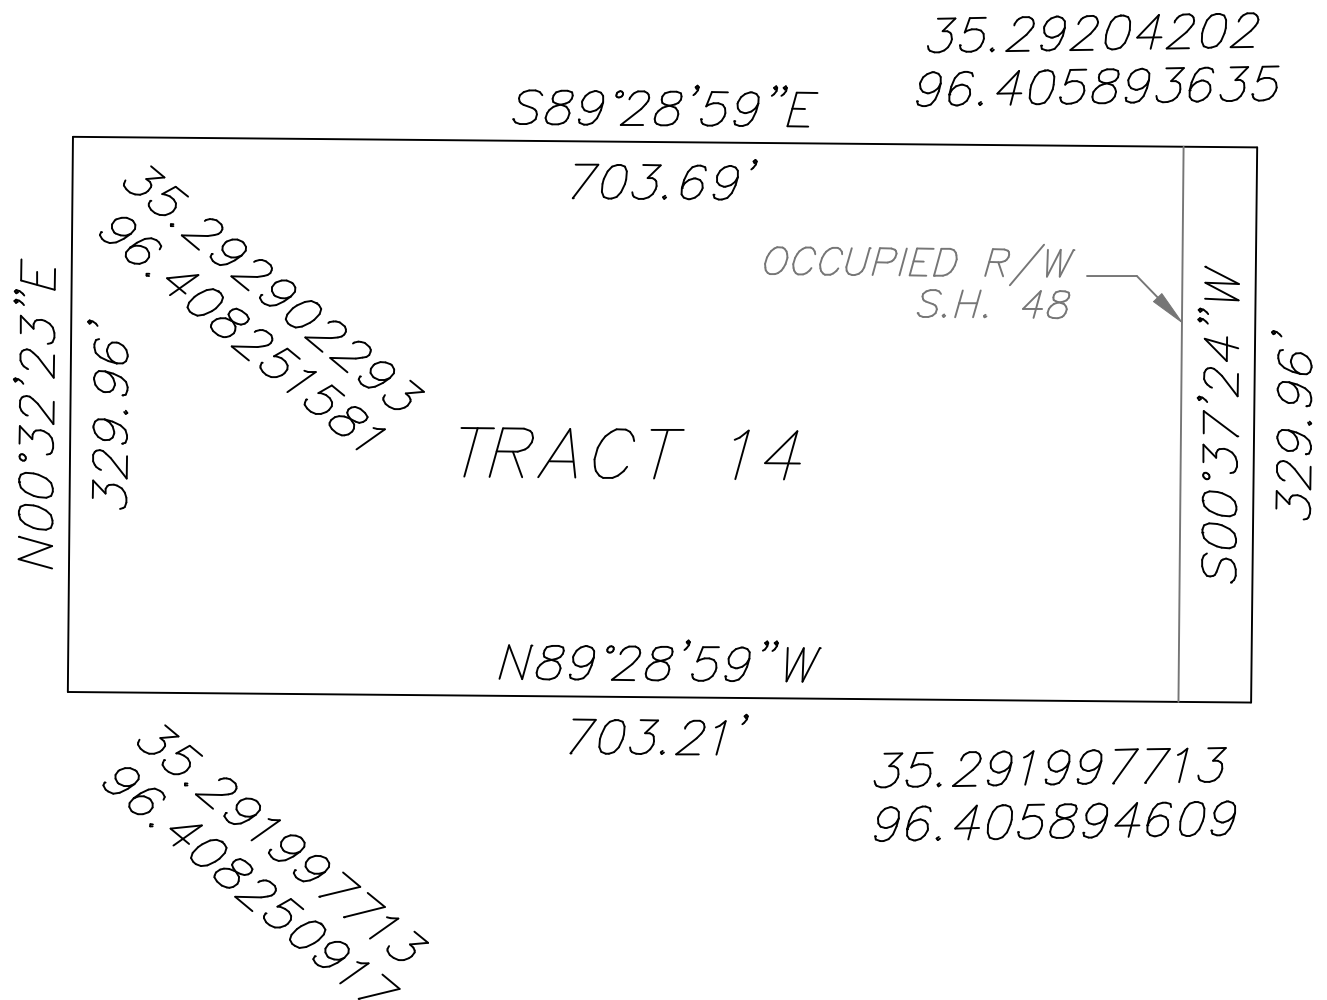 35.29204202
96.405893635
S89°28'59"E
703.69'
35.292902293
96.408251581
OCCUPIED R/W
S.H. 48
N00°32'23"E
329.96'
TRACT 14
S00°37'24"W
329.96'
N89°28'59"W
703.21'
35.291997713
96.408250917
35.291997713
96.405894609